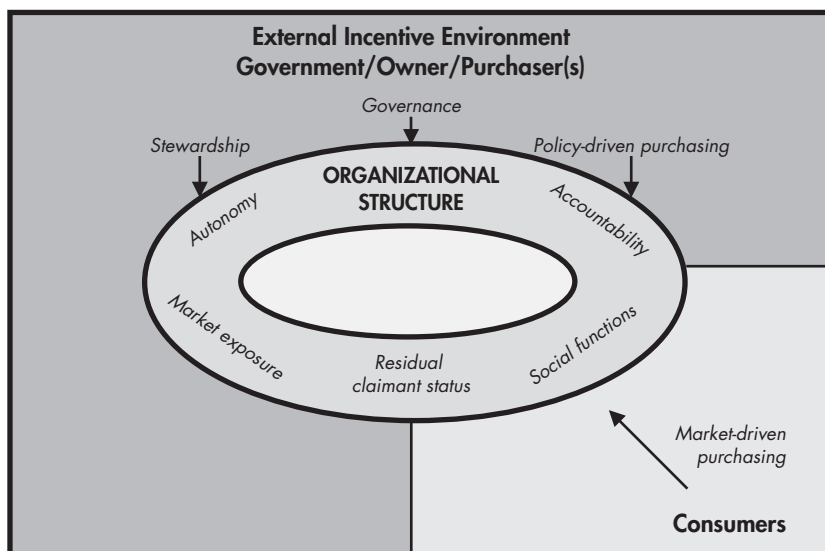 External Incentive Environment
Government/Owner/Purchaser(s)
Governance
Stewardship
Policy-driven purchasing
ORGANIZATIONAL
STRUCTURE
Autonomy
Accountability
Market exposure
Residual
claimant status
Social functions
Market-driven
purchasing
Consumers